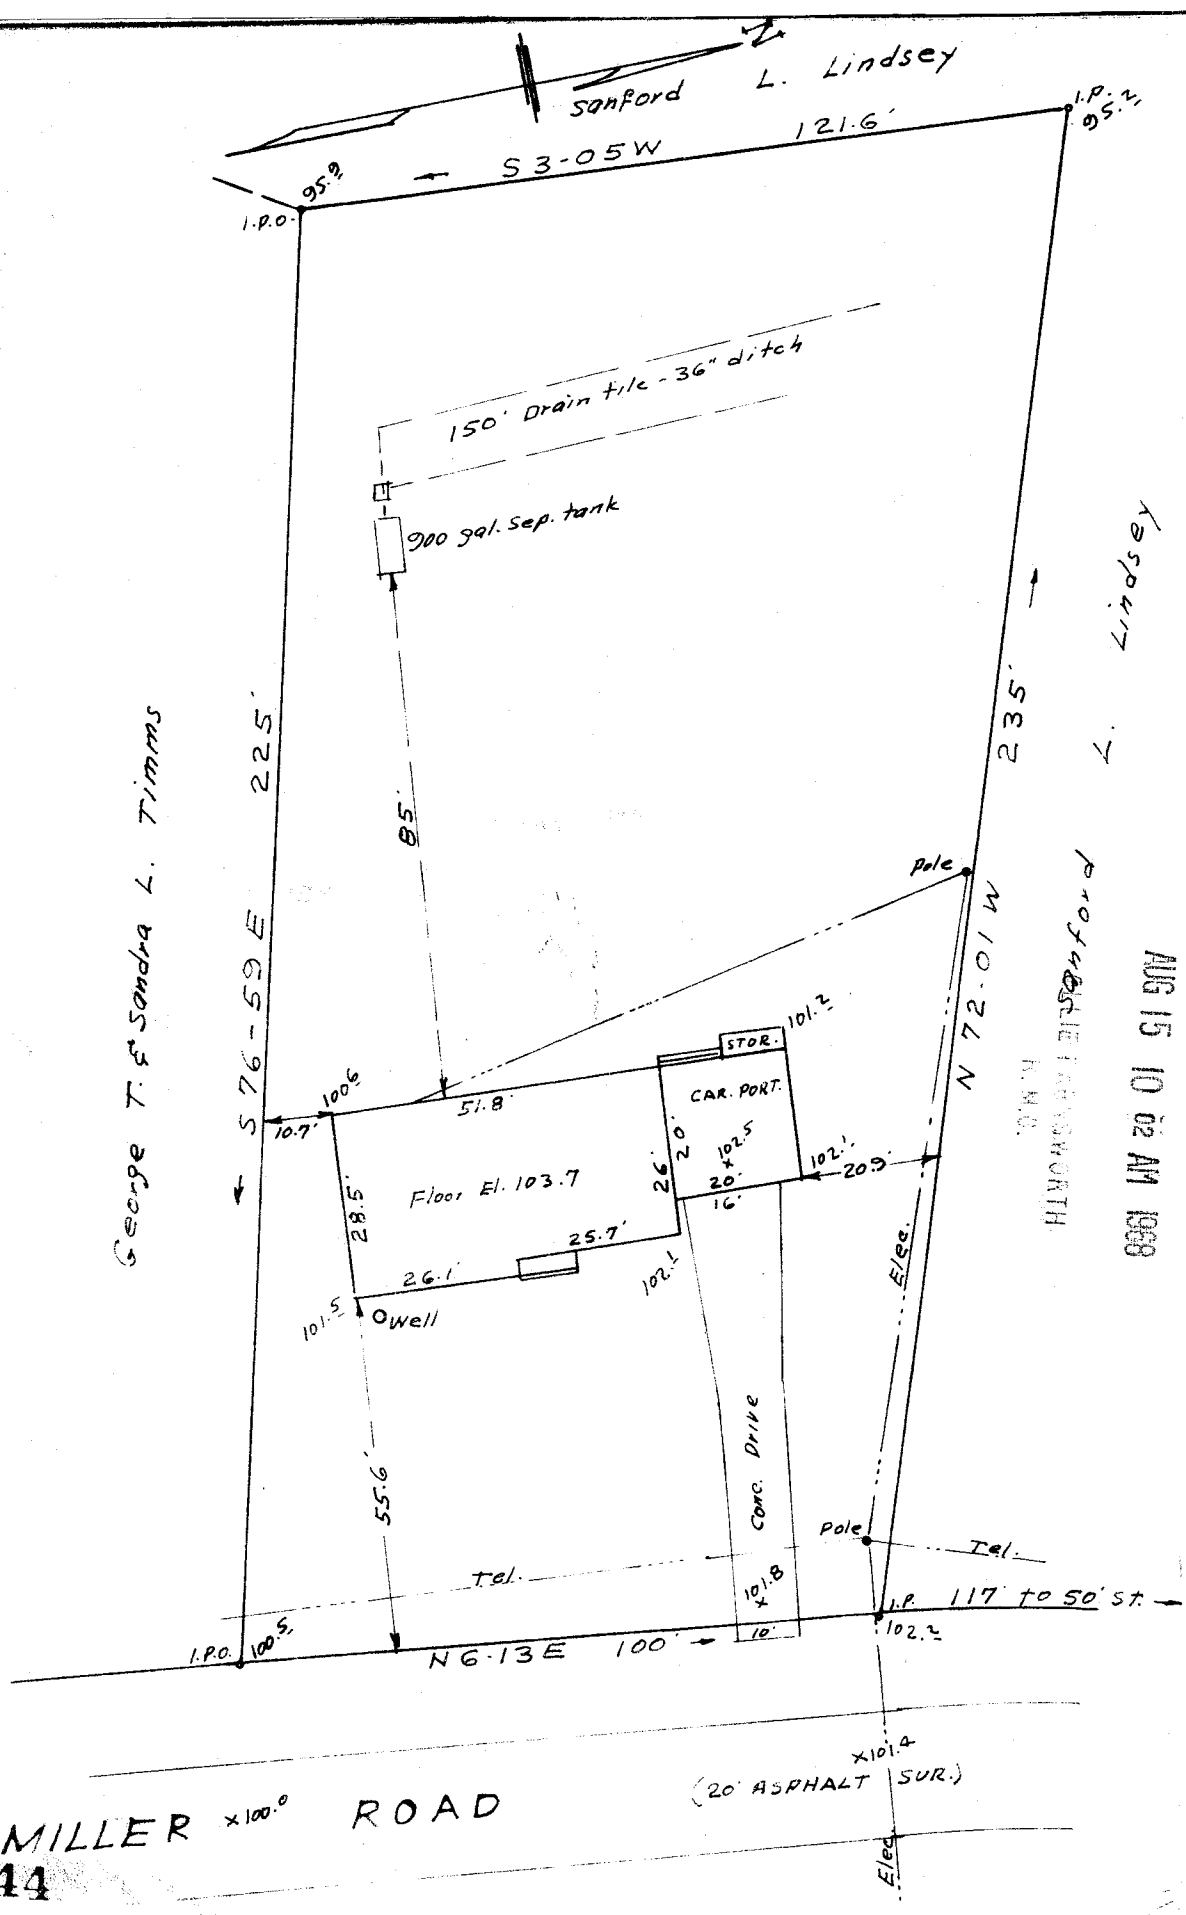 N
Sanford L. Lindsey
I.P.
95.2
121.6'
S 3-05 W
95.9
I.P.O.
150' Drain tile - 36" ditch
900 gal. Sep. tank
Sanford L. Lindsey
235'
N 72-01 W
225'
S 76-59 E
George T. & Sandra L. Timms
85'
Pole
AUG 15 10 02 AM 1968
R.M.C.
STOR.
101.2
CAR. PORT.
100.6
51.8'
10.7'
20'
26'
102.5
x
102.1
20.9'
20'
16'
Floor El. 103.7
28.5'
25.7'
26.1'
102.1
101.5
Well
Elec.
Conc. Drive
55.6'
Pole
Tel.
Tel.
101.8
x
I.P.
117' to 50' St.
102.2
10'
I.P.O.
100.5
N 6-13 E 100'
x101.4
(20' ASPHALT SUR.)
MILLER x100.0 ROAD
Elec.
44